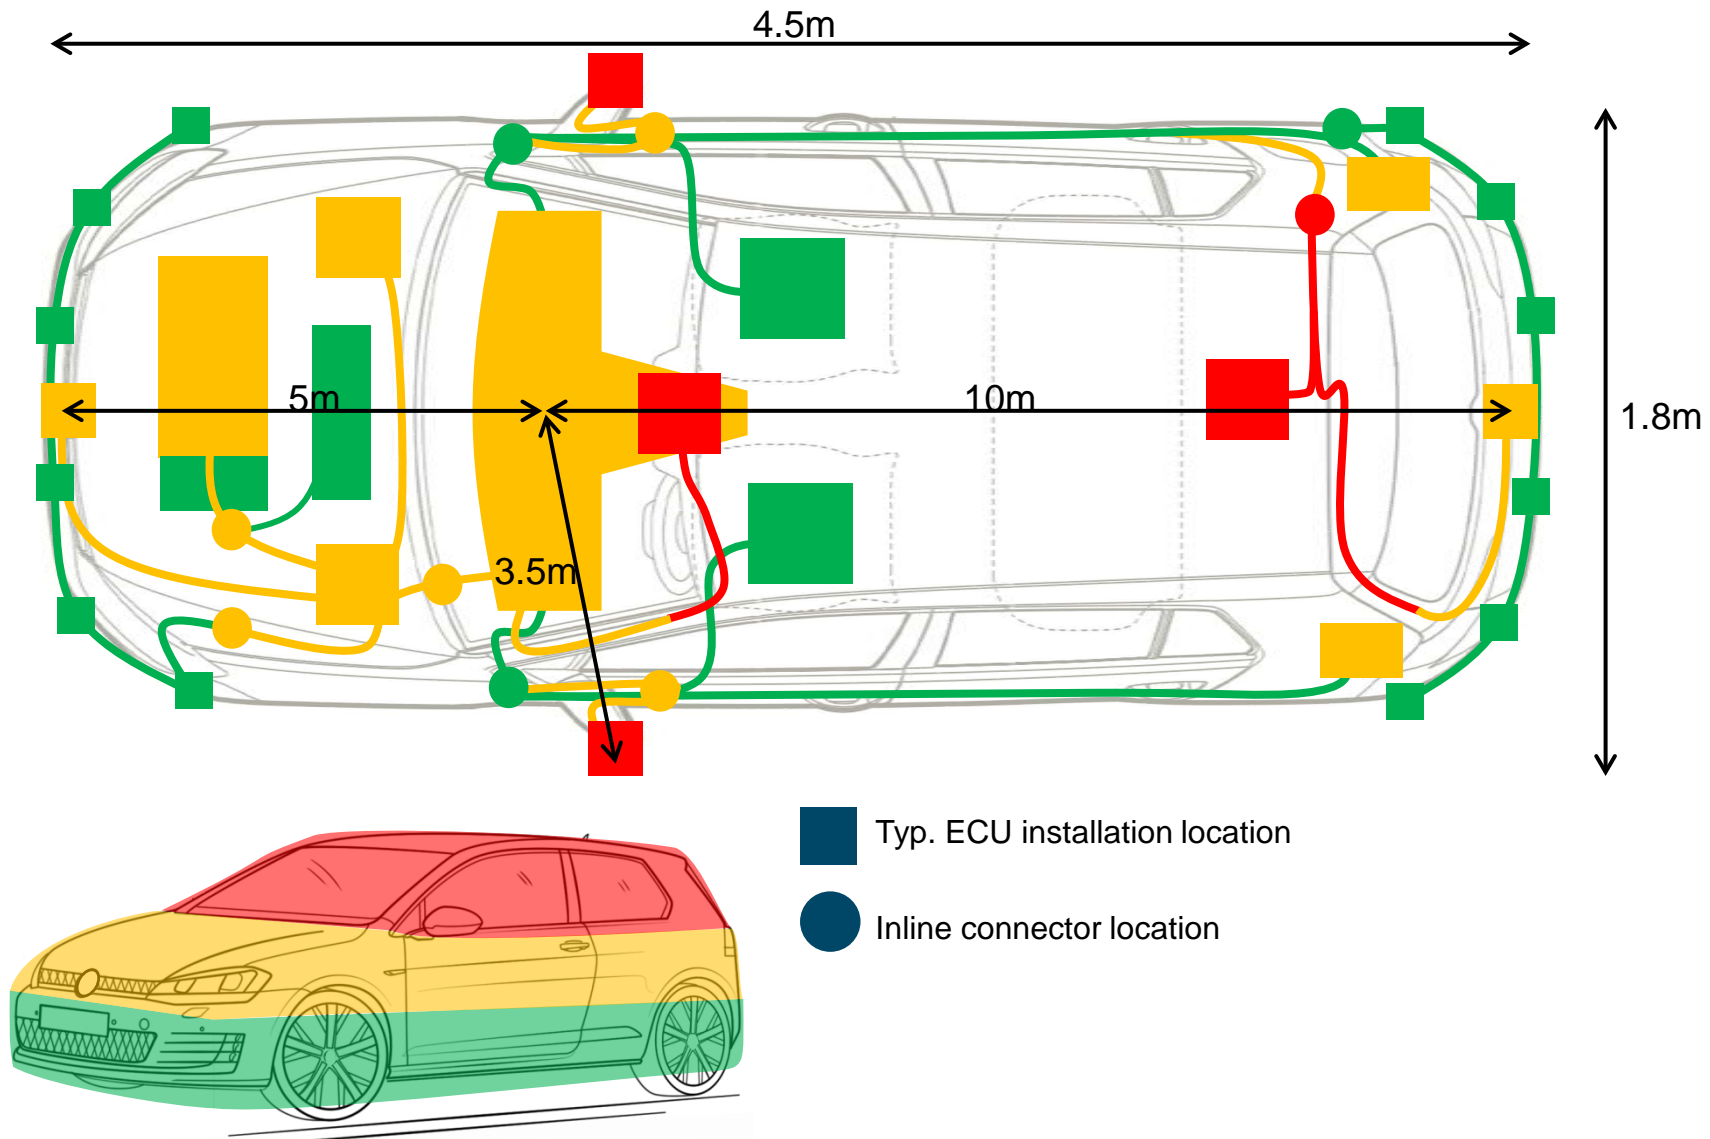 4.5m
5m
10m
1.8m
3.5m
Typ. ECU installation location
Inline connector location